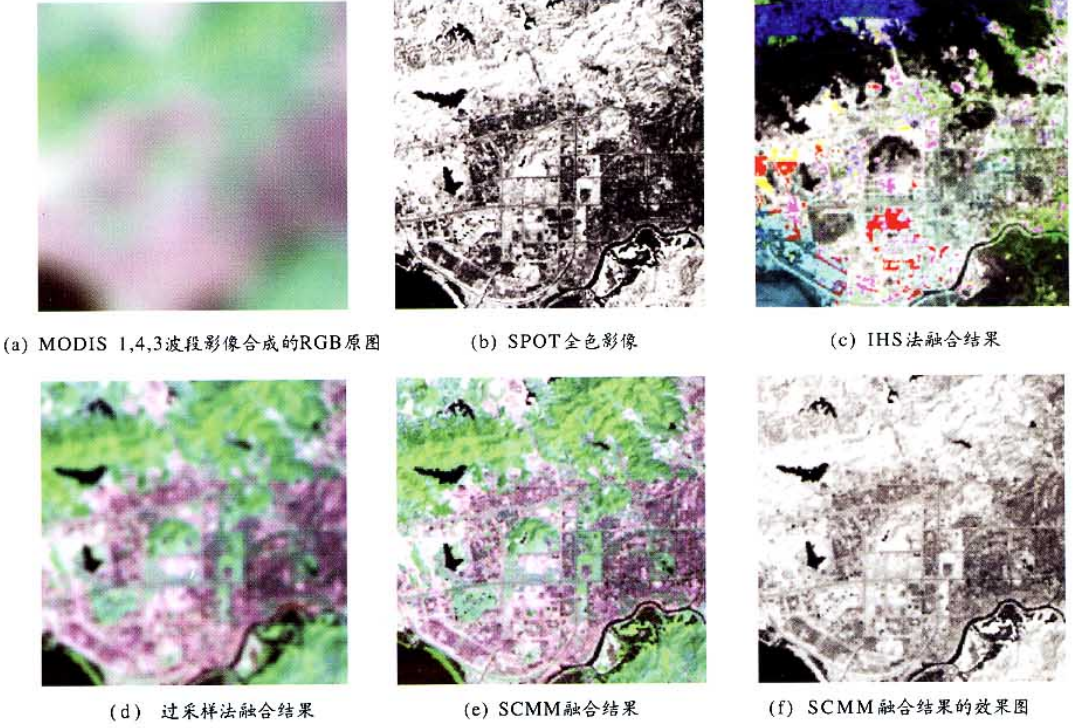 (a) MODIS 1,4,3波段影像合成的RGB原图
(b) SPOT全色影像
(c) IHS法融合结果
(d) 过采样法融合结果
(e) SCMM融合结果
(f) SCMM融合结果的效果图